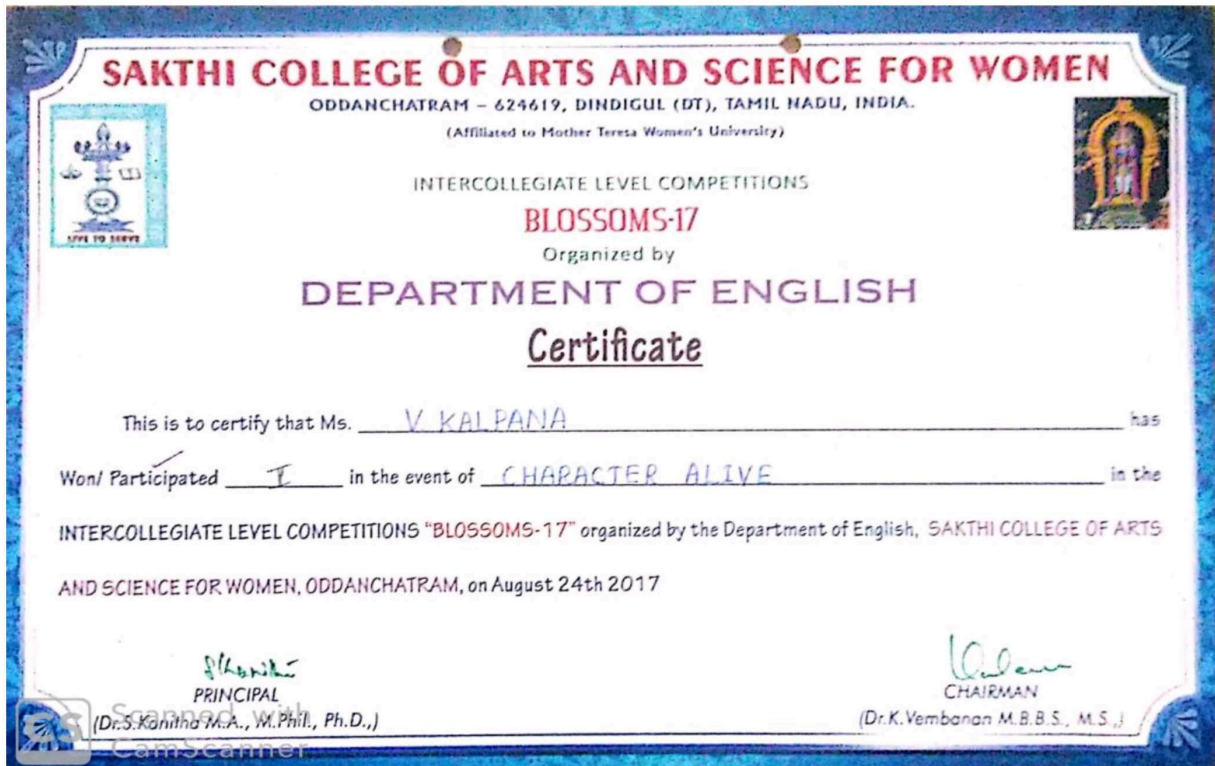 SAKTHI COLLEGE OF ARTS AND SCIENCE FOR WOMEN
ODDANCHATRAM – 624619, DINDIGUL (DT), TAMIL NADU, INDIA.
(Affiliated to Mother Teresa Women's University)
LIVE TO SERVE
INTERCOLLEGIATE LEVEL COMPETITIONS
BLOSSOMS-17
Organized by
DEPARTMENT OF ENGLISH
Certificate
This is to certify that Ms. V. KALPANA has
Won/ Participated I in the event of CHARACTER ALIVE in the
INTERCOLLEGIATE LEVEL COMPETITIONS "BLOSSOMS-17" organized by the Department of English, SAKTHI COLLEGE OF ARTS
AND SCIENCE FOR WOMEN, ODDANCHATRAM, on August 24th 2017
PRINCIPAL
(Dr.S.Kanitha M.A., M.Phil., Ph.D.,)
CHAIRMAN
(Dr.K.Vembanan M.B.B.S., M.S.,)
CS
Scanned with
CamScanner